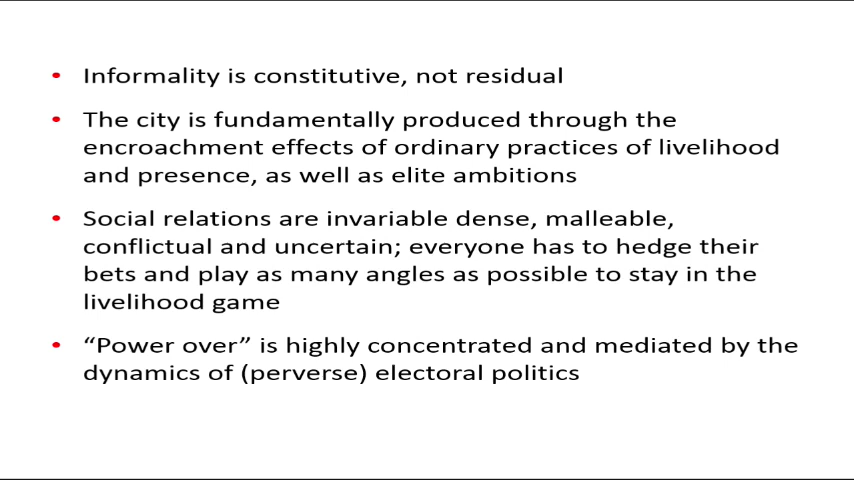 • Informality is constitutive, not residual
• The city is fundamentally produced through the
encroachment effects of ordinary practices of livelihood
and presence, as well as elite ambitions
• Social relations are invariable dense, malleable,
conflictual and uncertain; everyone has to hedge their
bets and play as many angles as possible to stay in the
livelihood game
• “Power over” is highly concentrated and mediated by the
dynamics of (perverse) electoral politics